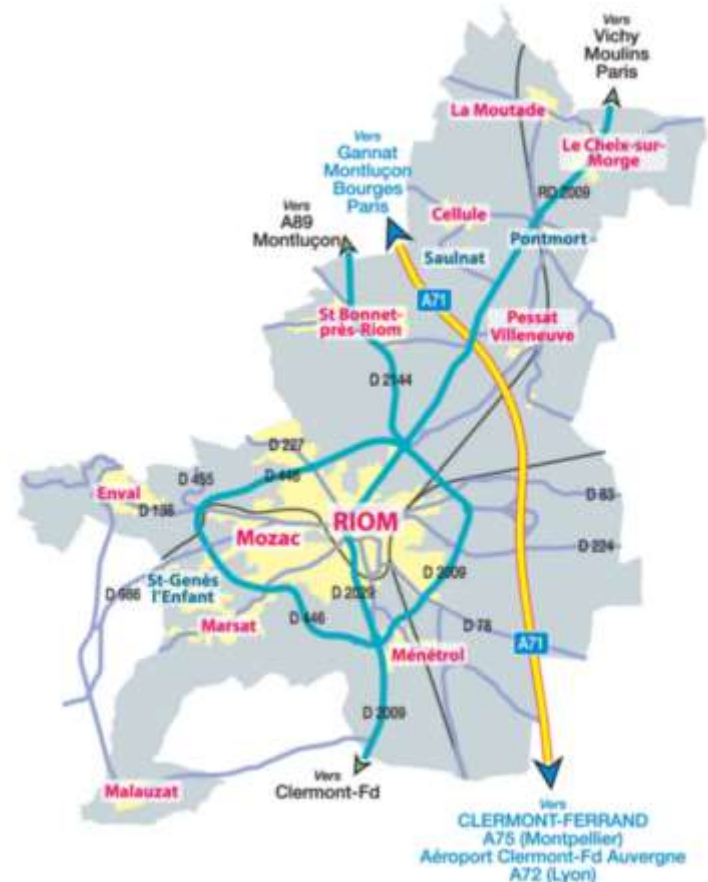 Vers
Vichy
Moulins
Paris
La Moutade
Le Cheix-sur-
Morge
Vers
Gannat
Montluçon
Bourges
Paris
RD 2009
Vers
A89
Montluçon
Cellule
Pontmort
Saulnat
A71
St Bonnet-
près-Riom
Pessat
Villeneuve
D 2144
D 227
D 446
D 455
Enval
D 138
D 83
RIOM
Mozac
D 224
St-Genès
l'Enfant
D 986
D 2029
D 2009
Marsat
D 446
D 78
A71
Ménétrol
D 2009
Malauzat
Vers
Clermont-Fd
Vers
CLERMONT-FERRAND
A75 (Montpellier)
Aéroport Clermont-Fd Auvergne
A72 (Lyon)